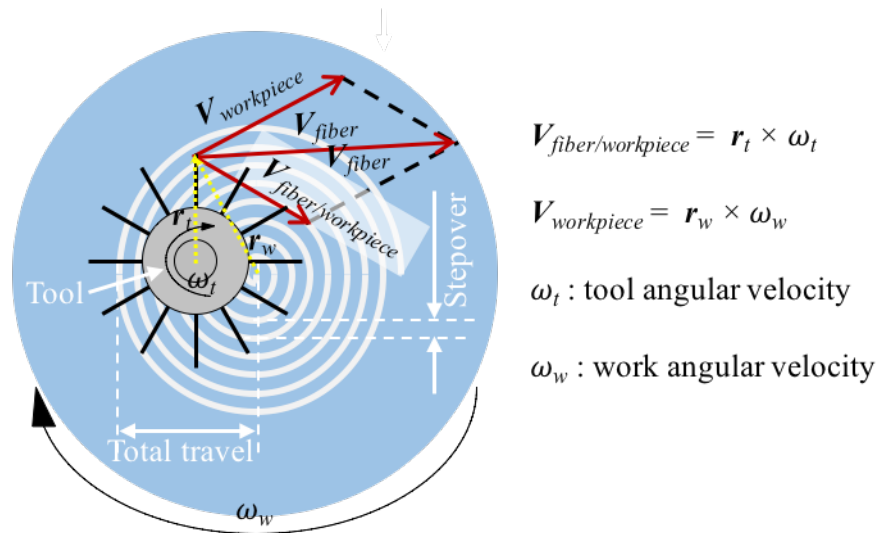 V workpiece
V fiber
V fiber
V fiber/workpiece
r t
r w
ω t
Tool
Stepover
Total travel
ω w
V fiber/workpiece = r t × ω t
V workpiece = r w × ω w
ω t : tool angular velocity
ω w : work angular velocity